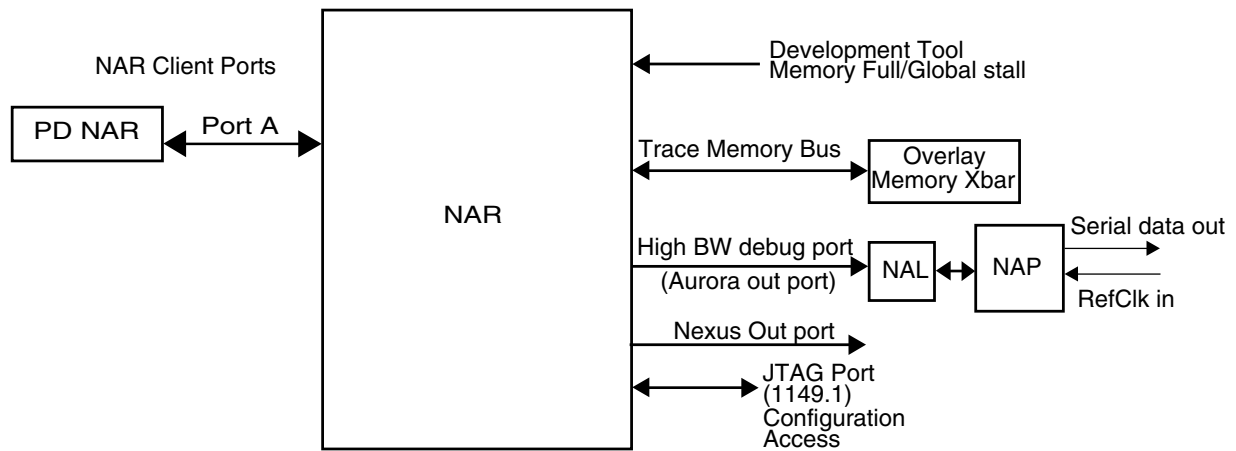 NAR Client Ports
PD NAR
Port A
NAR
Development Tool
Memory Full/Global stall
Trace Memory Bus
Overlay
Memory Xbar
High BW debug port
(Aurora out port)
NAL
NAP
Serial data out
RefClk in
Nexus Out port
JTAG Port
(1149.1)
Configuration
Access